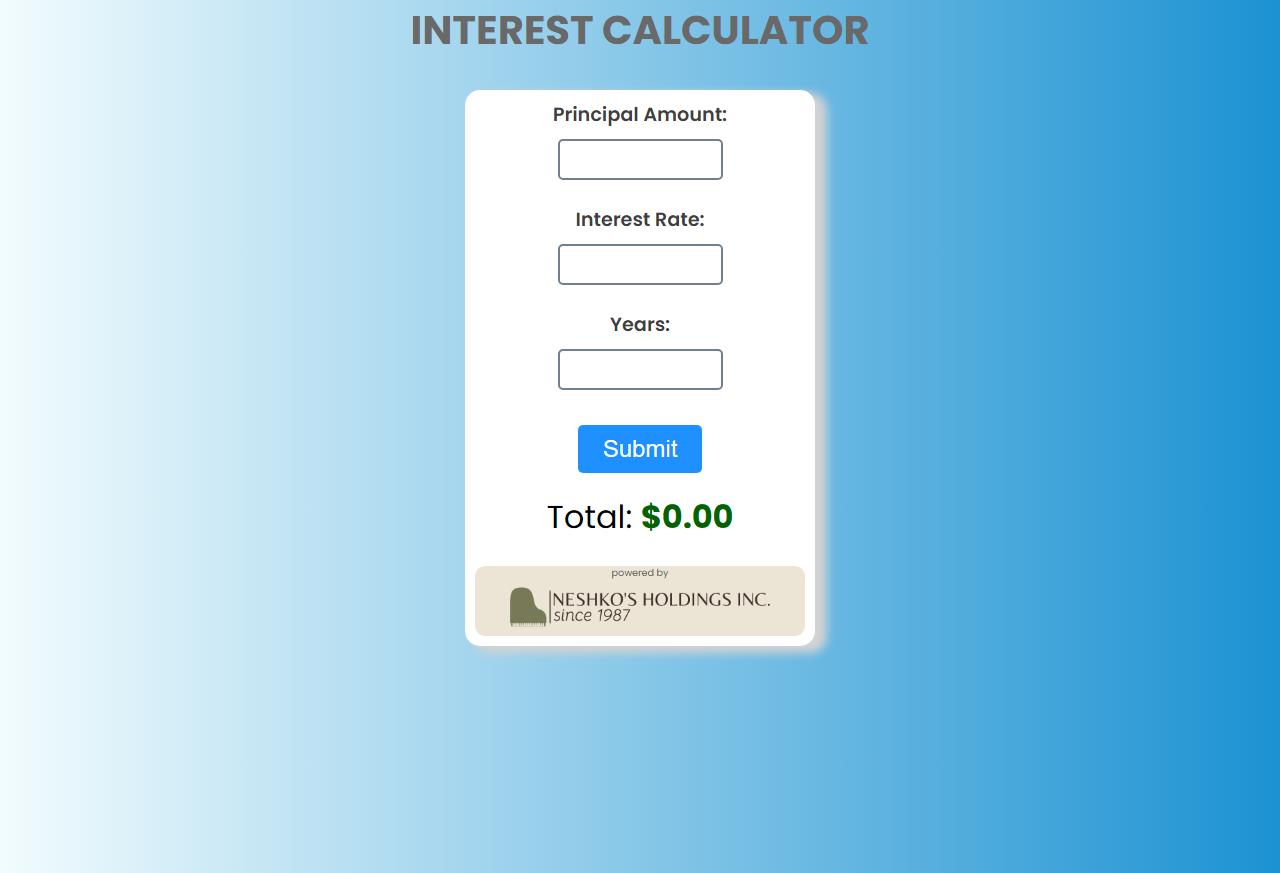 INTEREST CALCULATOR
Principal Amount:
Interest Rate:
Years:
Submit
Total: $0.00
powered by
NESHKO'S HOLDINGS INC.
since 1987